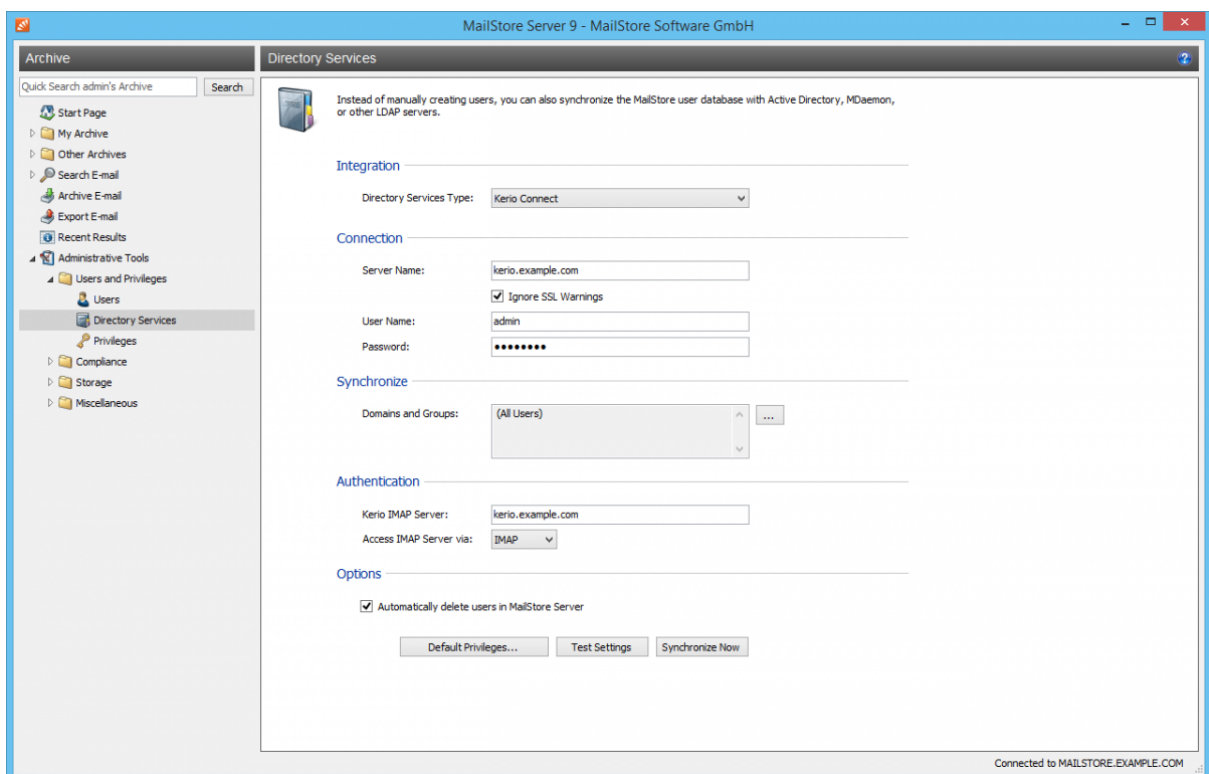 MailStore Server 9 - MailStore Software GmbH
Archive
Quick Search admin's Archive
Search
Start Page
My Archive
Other Archives
Search E-mail
Archive E-mail
Export E-mail
Recent Results
Administrative Tools
Users and Privileges
Users
Directory Services
Privileges
Compliance
Storage
Miscellaneous
Directory Services
Instead of manually creating users, you can also synchronize the MailStore user database with Active Directory, MDaemon,
or other LDAP servers.
Integration
Directory Services Type: Kerio Connect
Connection
Server Name: kerio.example.com
Ignore SSL Warnings
User Name: admin
Password: ●●●●●●●●
Synchronize
Domains and Groups: (All Users) ...
Authentication
Kerio IMAP Server: kerio.example.com
Access IMAP Server via: IMAP
Options
Automatically delete users in MailStore Server
Default Privileges... Test Settings Synchronize Now
Connected to MAILSTORE.EXAMPLE.COM